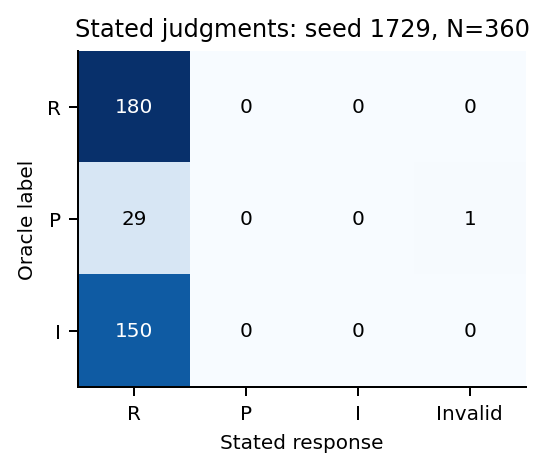 Stated judgments: seed 1729, N=360
Oracle label
R 180 0 0 0
P 29 0 0 1
I 150 0 0 0
R P I Invalid
Stated response